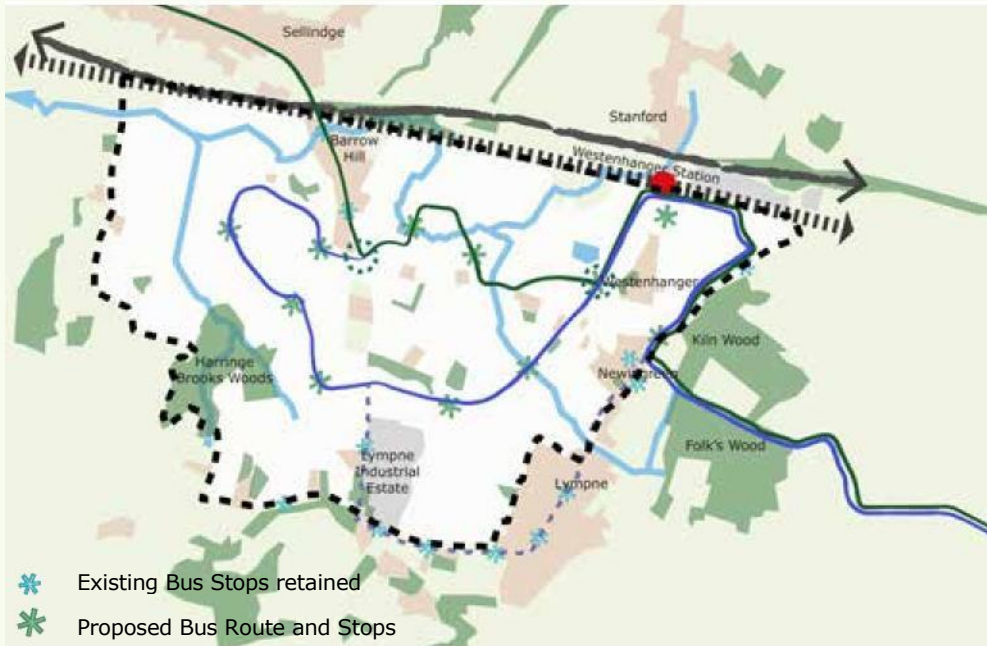 Sellindge
Stanford
Barrow
Hill
Westenhanger Station
Westenhanger
Kiln Wood
Harringe
Brooks Woods
Newingreen
Folk's Wood
Lympne
Industrial
Estate
Lympne
Existing Bus Stops retained
Proposed Bus Route and Stops